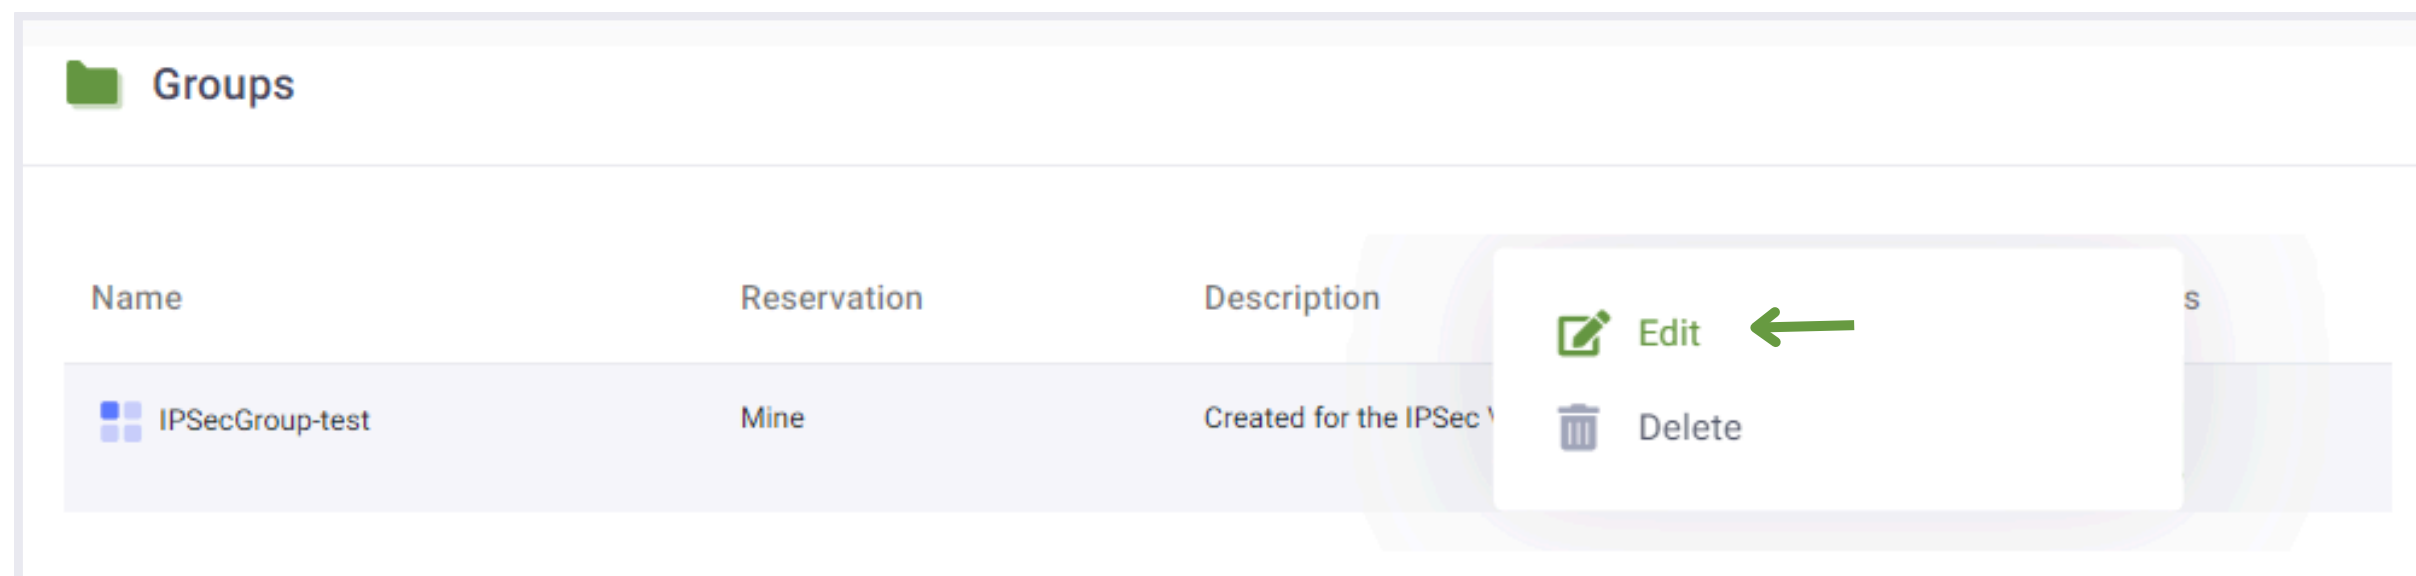 Groups
Name Reservation Description
IPSecGroup-test Mine Created for the IPSec
Edit
Delete